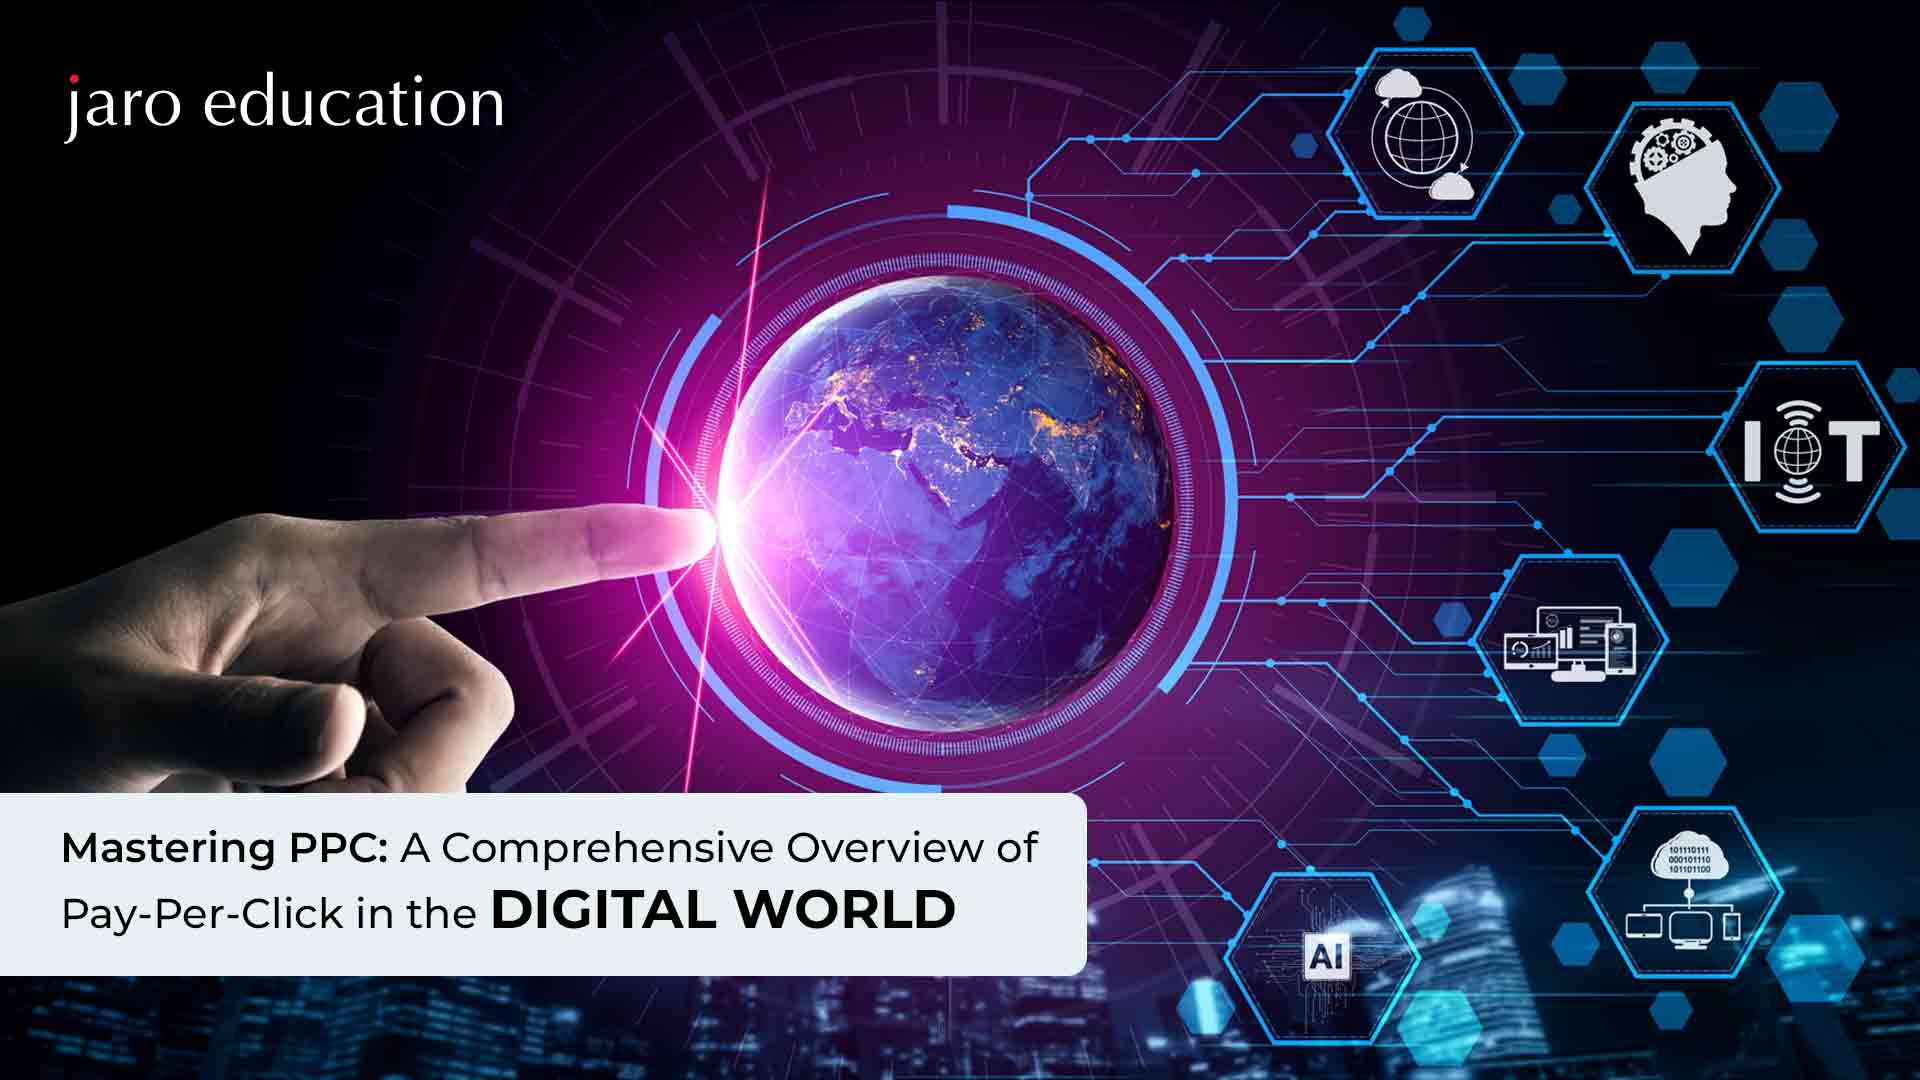 jaro education
IOT
101110111
000101110
101101100
AI
Mastering PPC: A Comprehensive Overview of
Pay-Per-Click in the DIGITAL WORLD